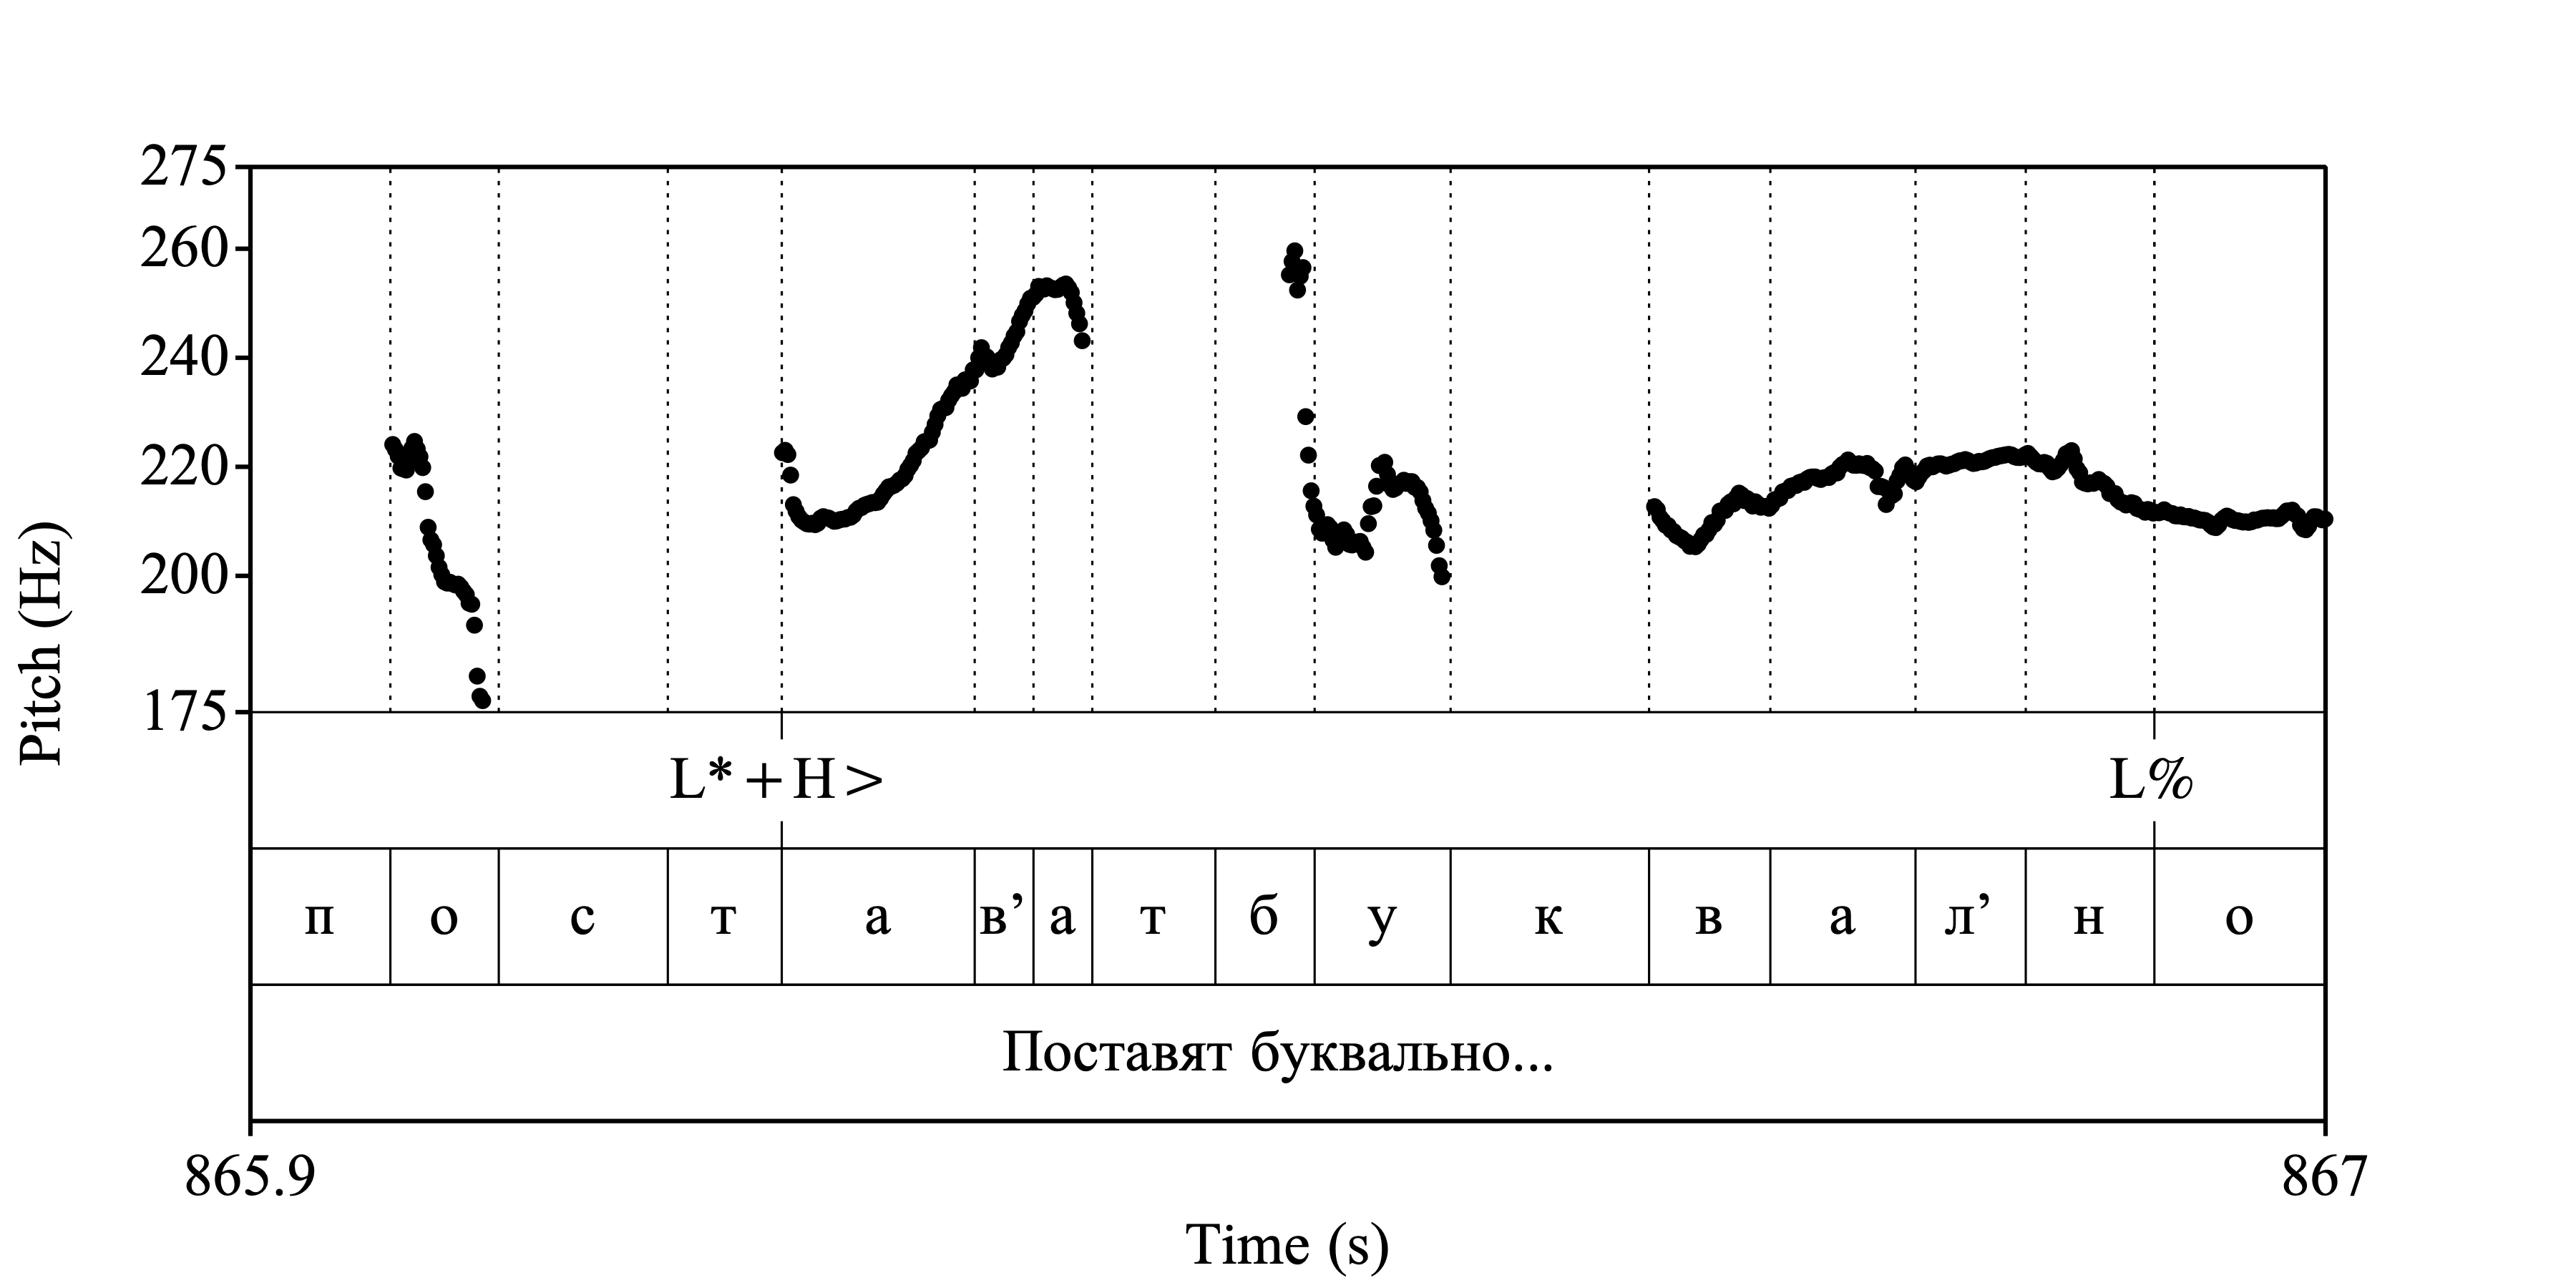 275
260
240
220
200
175
Pitch (Hz)
L*+H> L%
п о с т а в’ а т б у к в а л’ н о
Поставят буквально...
865.9 867
Time (s)